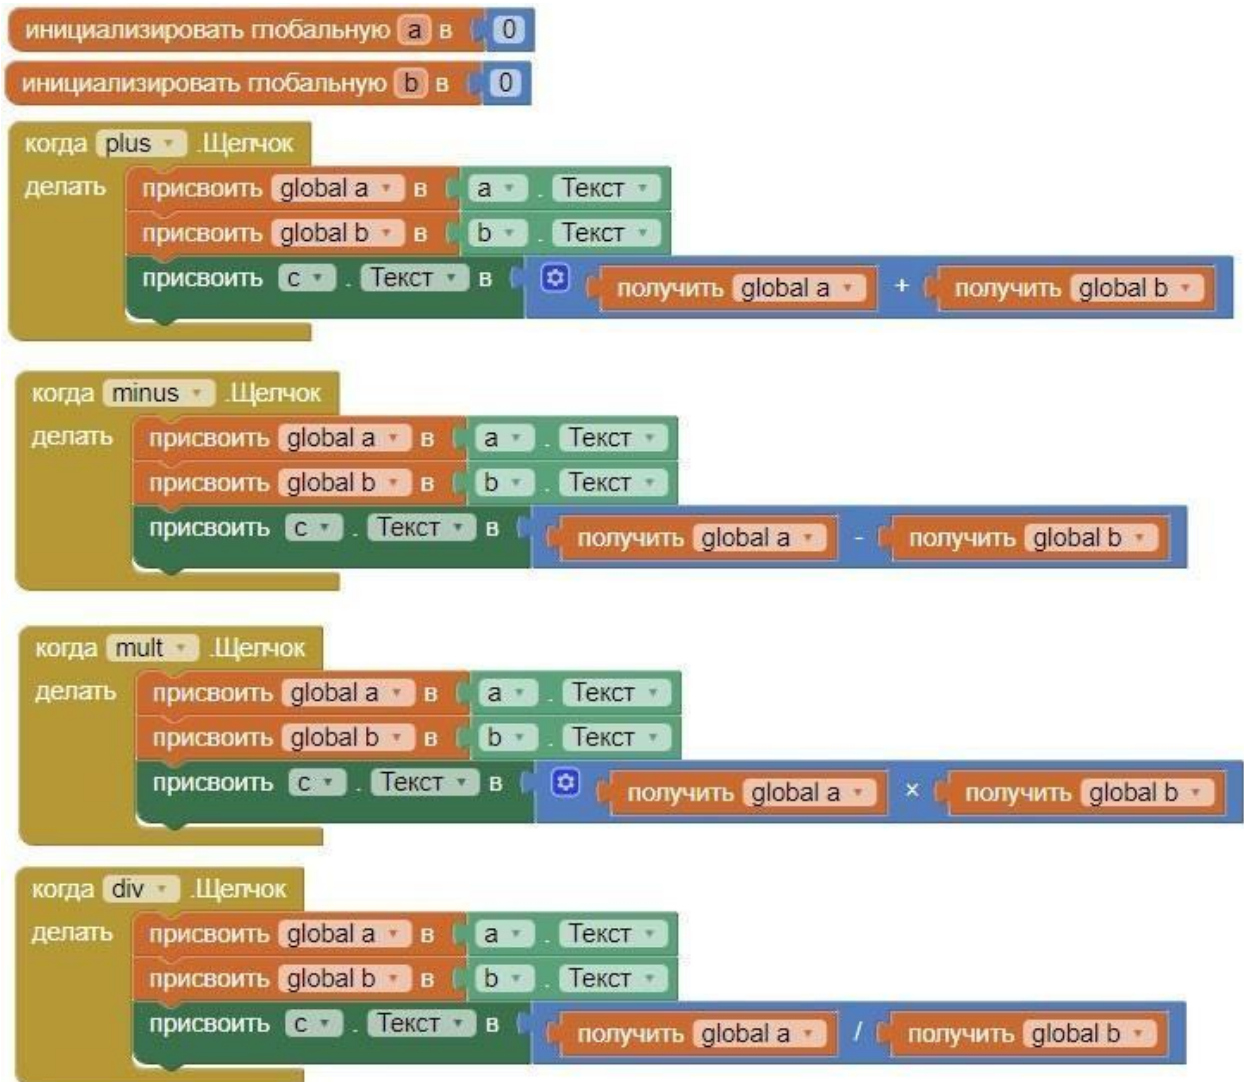 инициализировать глобальную a в 0
инициализировать глобальную b в 0
когда plus .Щелчок
делать присвоить global a в a . Текст
присвоить global b в b . Текст
присвоить c . Текст в получить global a + получить global b
когда minus .Щелчок
делать присвоить global a в a . Текст
присвоить global b в b . Текст
присвоить c . Текст в получить global a - получить global b
когда mult .Щелчок
делать присвоить global a в a . Текст
присвоить global b в b . Текст
присвоить c . Текст в получить global a × получить global b
когда div .Щелчок
делать присвоить global a в a . Текст
присвоить global b в b . Текст
присвоить c . Текст в получить global a / получить global b